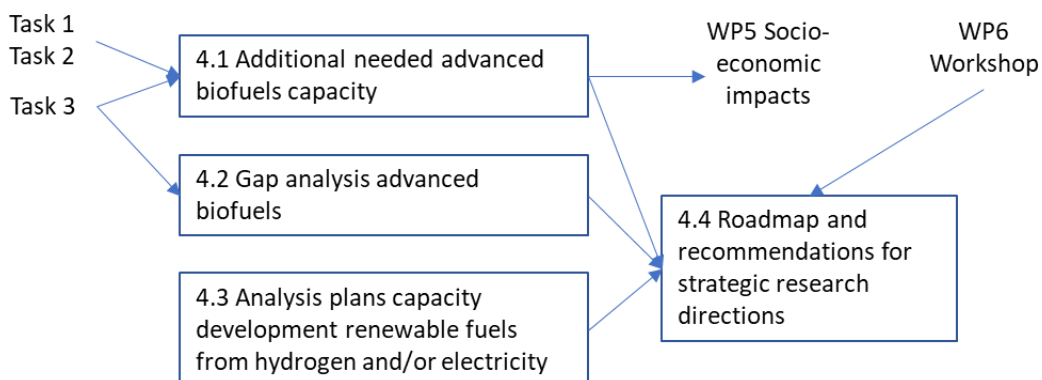 Task 1
Task 2
Task 3
4.1 Additional needed advanced
biofuels capacity
4.2 Gap analysis advanced
biofuels
4.3 Analysis plans capacity
development renewable fuels
from hydrogen and/or electricity
WP5 Socio-
economic
impacts
WP6
Workshop
4.4 Roadmap and
recommendations for
strategic research
directions